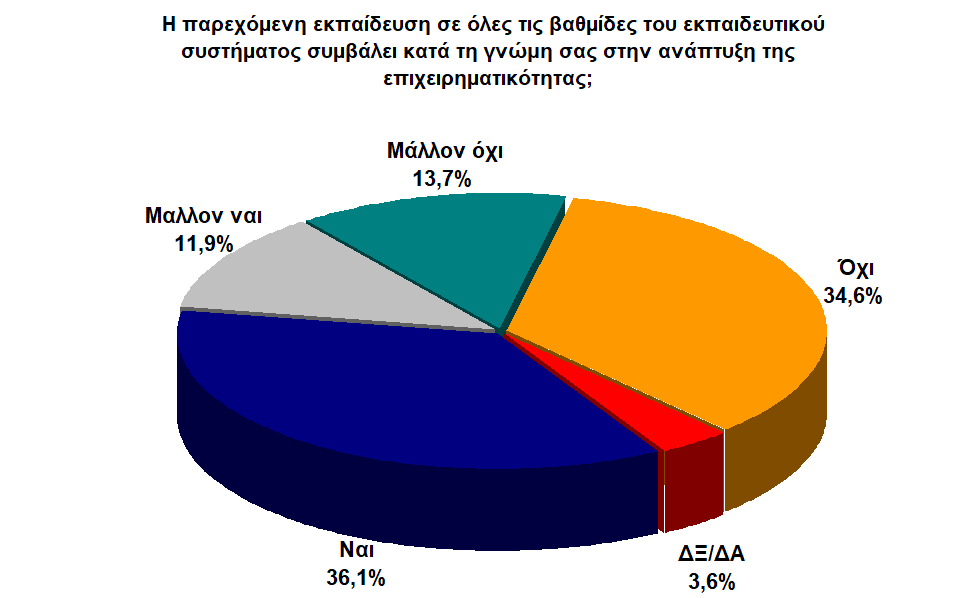 Η παρεχόμενη εκπαίδευση σε όλες τις βαθμίδες του εκπαιδευτικού
συστήματος συμβάλει κατά τη γνώμη σας στην ανάπτυξη της
επιχειρηματικότητας;
Μάλλον όχι
13,7%
Μαλλον ναι
11,9%
Όχι
34,6%
Ναι
36,1%
ΔΞ/ΔΑ
3,6%